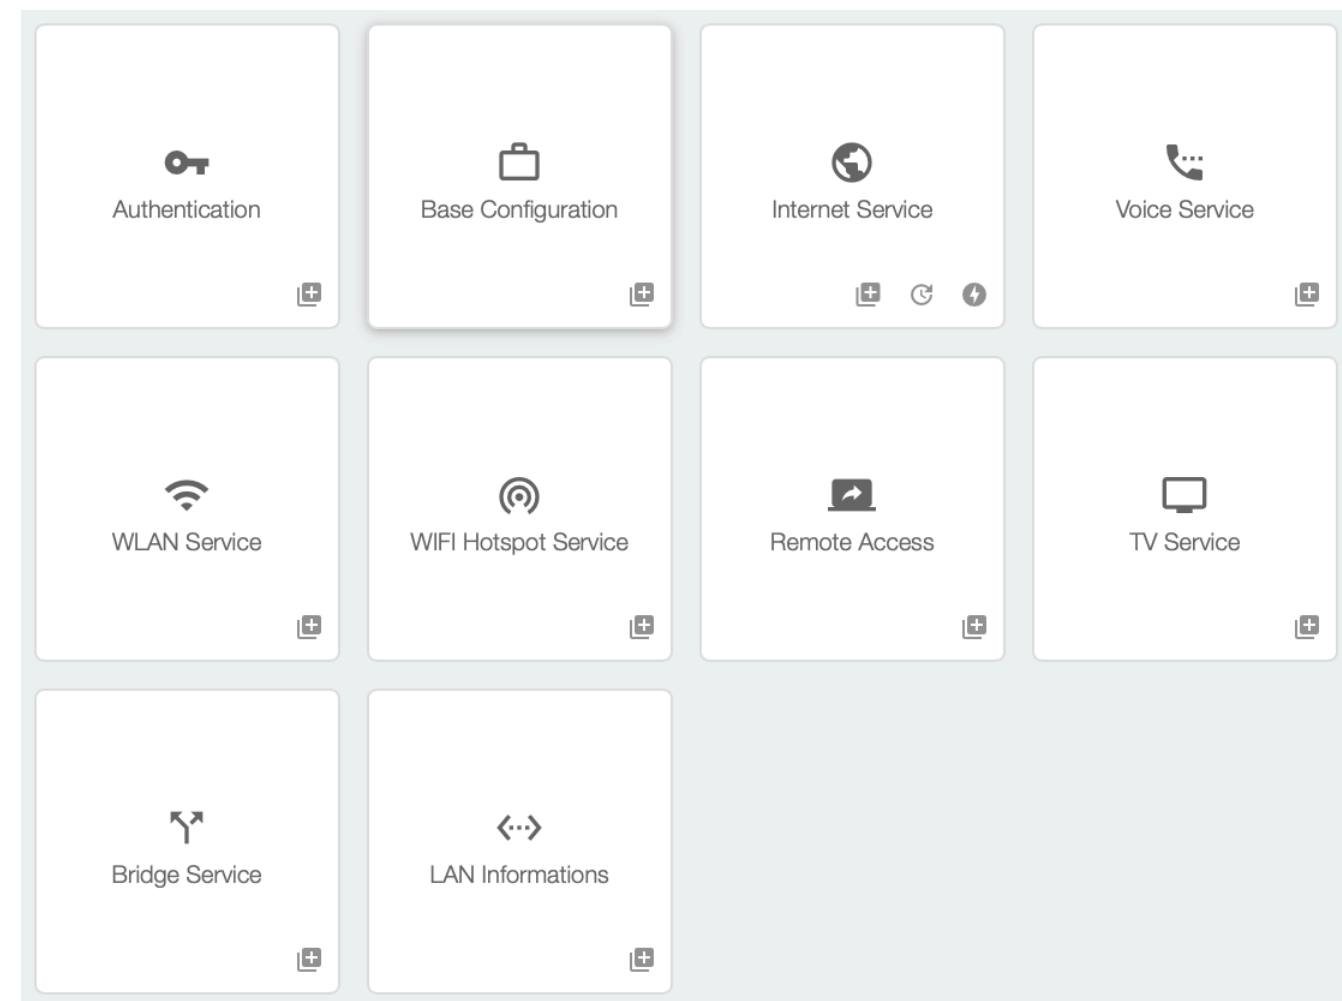 Authentication
Base Configuration
Internet Service
Voice Service
WLAN Service
WIFI Hotspot Service
Remote Access
TV Service
Bridge Service
LAN Informations